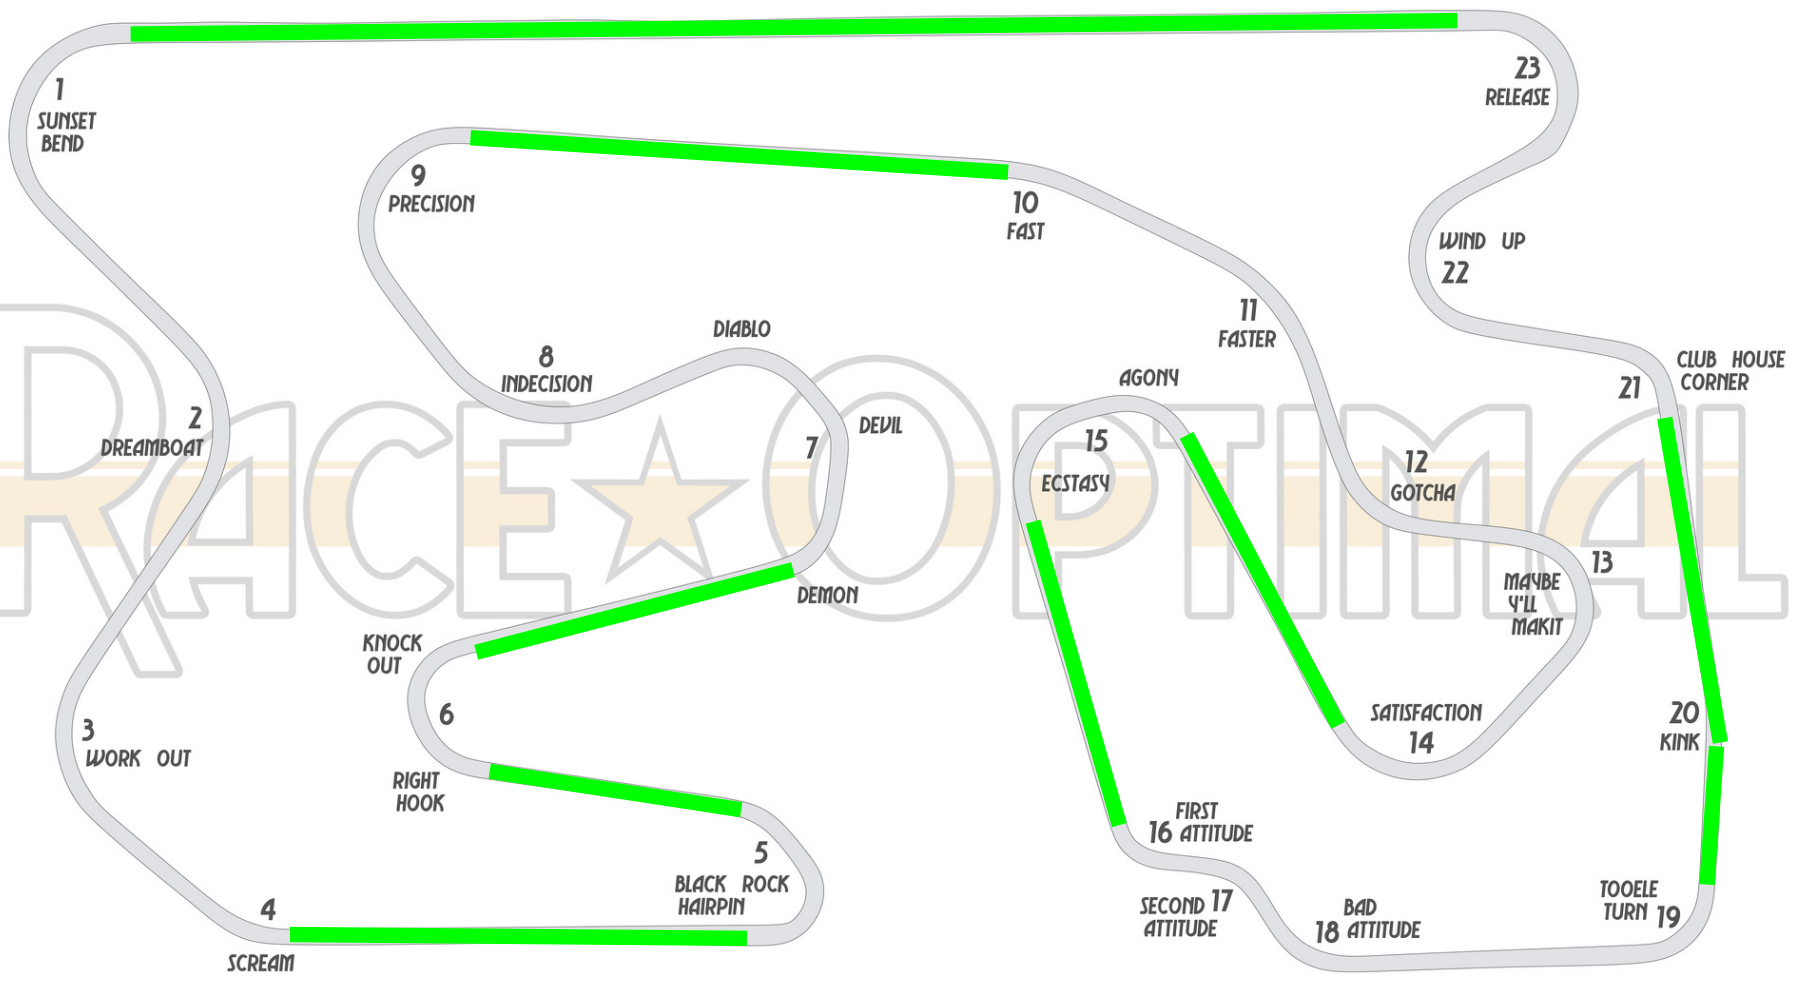 1
SUNSET
BEND
23
RELEASE
9
PRECISION
10
FAST
WIND UP
22
11
FASTER
DIABLO
8
INDECISION
CLUB HOUSE
CORNER
21
AGONY
2
DREAMBOAT
DEVIL
7
15
ECSTASY
12
GOTCHA
RACE OPTIMAL
13
MAYBE
Y'LL
MAKIT
DEMON
KNOCK
OUT
6
3
WORK OUT
SATISFACTION
14
20
KINK
RIGHT
HOOK
FIRST
16 ATTITUDE
5
BLACK ROCK
HAIRPIN
4
SCREAM
SECOND 17
ATTITUDE
BAD
18 ATTITUDE
TOOELE
TURN 19